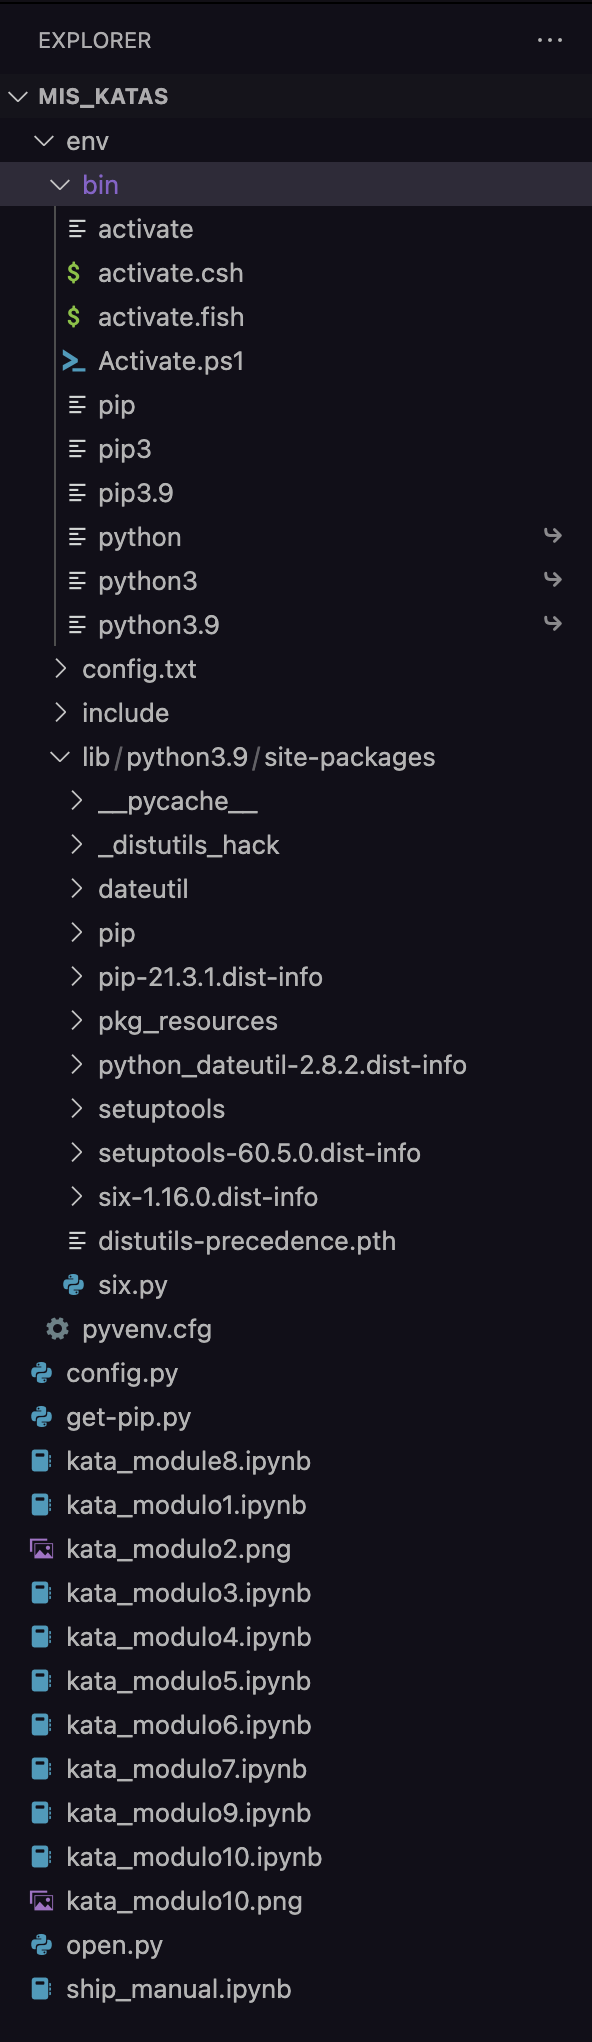 EXPLORER
MIS_KATAS
env
bin
activate
$ activate.csh
$ activate.fish
Activate.ps1
pip
pip3
pip3.9
python
python3
python3.9
config.txt
include
lib/python3.9/site-packages
__pycache__
_distutils_hack
dateutil
pip
pip-21.3.1.dist-info
pkg_resources
python_dateutil-2.8.2.dist-info
setuptools
setuptools-60.5.0.dist-info
six-1.16.0.dist-info
distutils-precedence.pth
six.py
pyvenv.cfg
config.py
get-pip.py
kata_module8.ipynb
kata_modulo1.ipynb
kata_modulo2.png
kata_modulo3.ipynb
kata_modulo4.ipynb
kata_modulo5.ipynb
kata_modulo6.ipynb
kata_modulo7.ipynb
kata_modulo9.ipynb
kata_modulo10.ipynb
kata_modulo10.png
open.py
ship_manual.ipynb